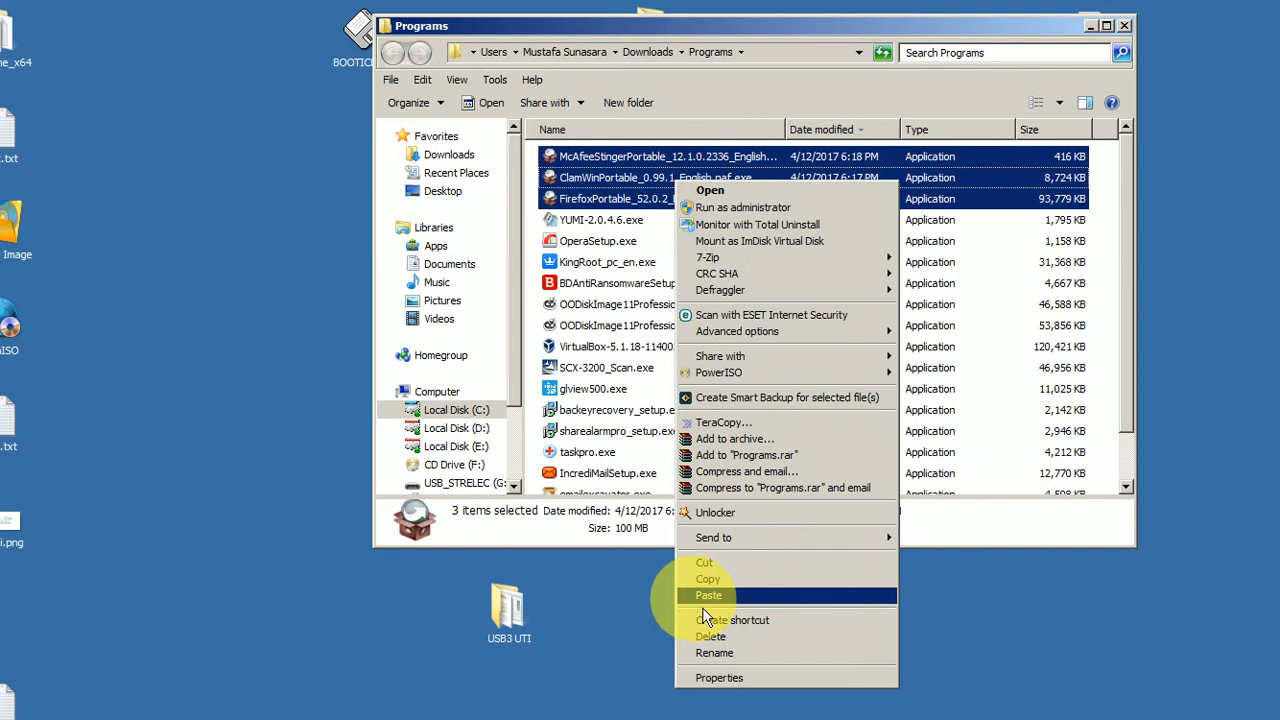 ne_x64
BOOTIC
.txt
Image
nISO
.txt
i.png
USB3 UTI
Programs
Users
Mustafa Sunasara
Downloads
Programs
Search Programs
File
Edit
View
Tools
Help
Organize
Open
Share with
New folder
Favorites
Downloads
Recent Places
Desktop
Libraries
Apps
Documents
Music
Pictures
Videos
Homegroup
Computer
Local Disk (C:)
Local Disk (D:)
Local Disk (E:)
CD Drive (F:)
USB_STRELEC (G:
Name Date modified Type Size
McAfeeStingerPortable_12.1.0.2336_English... 4/12/2017 6:18 PM Application 416 KB
ClamWinPortable_0.99.1_English.paf.exe 4/12/2017 6:17 PM Application 8,724 KB
FirefoxPortable_52.0.2_ Application 93,779 KB
YUMI-2.0.4.6.exe Application 1,795 KB
OperaSetup.exe Application 1,158 KB
KingRoot_pc_en.exe Application 31,368 KB
BDAntiRansomwareSetup Application 4,667 KB
OODiskImage11Professio Application 46,588 KB
OODiskImage11Professio Application 53,856 KB
VirtualBox-5.1.18-11400 Application 120,421 KB
SCX-3200_Scan.exe Application 46,956 KB
glview500.exe Application 11,025 KB
backeyrecovery_setup.e Application 2,142 KB
sharealarmpro_setup.e Application 2,946 KB
taskpro.exe Application 4,212 KB
IncrediMailSetup.exe Application 12,770 KB
emailexcavator.exe Application 4,598 KB
3 items selected Date modified: 4/12/2017 6:
Size: 100 MB
Open
Run as administrator
Monitor with Total Uninstall
Mount as ImDisk Virtual Disk
7-Zip
CRC SHA
Defraggler
Scan with ESET Internet Security
Advanced options
Share with
PowerISO
Create Smart Backup for selected file(s)
TeraCopy...
Add to archive...
Add to "Programs.rar"
Compress and email...
Compress to "Programs.rar" and email
Unlocker
Send to
Cut
Copy
Paste
Create shortcut
Delete
Rename
Properties